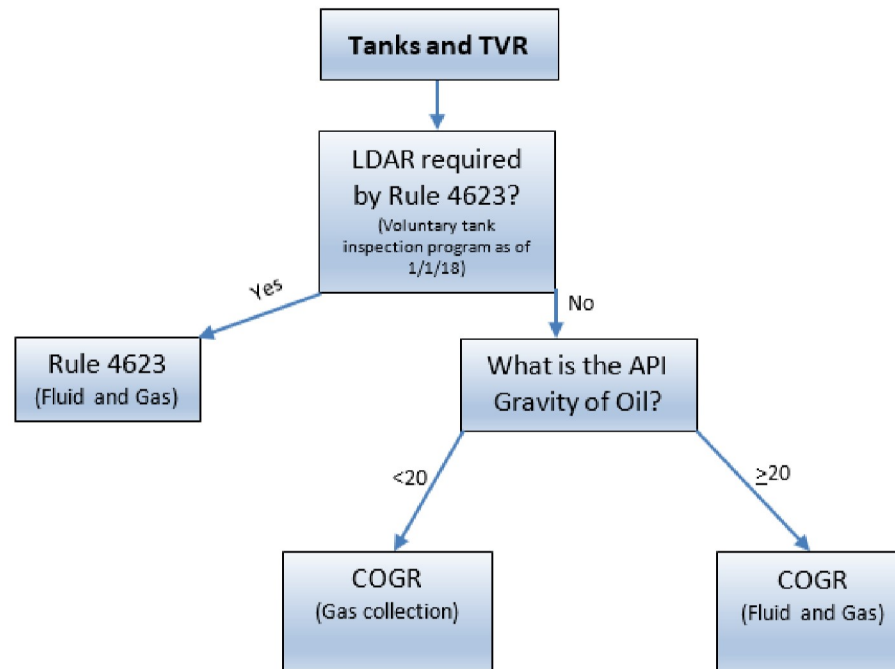 Tanks and TVR
LDAR required
by Rule 4623?
(Voluntary tank
inspection program as of
1/1/18)
Yes
No
Rule 4623
(Fluid and Gas)
What is the API
Gravity of Oil?
<20
≥20
COGR
(Gas collection)
COGR
(Fluid and Gas)